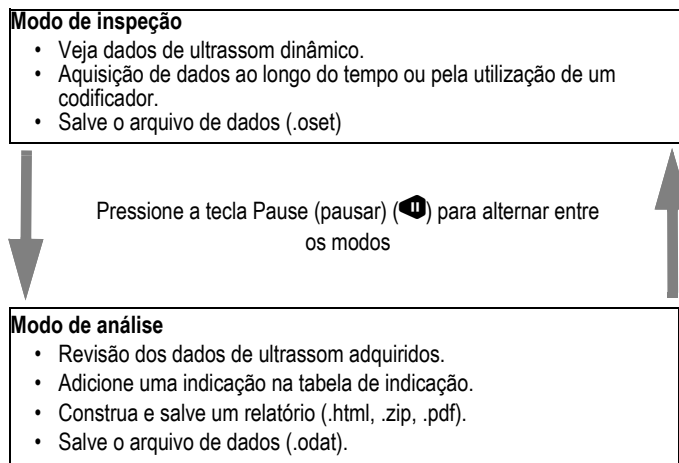 Modo de inspeção
• Veja dados de ultrassom dinâmico.
• Aquisição de dados ao longo do tempo ou pela utilização de um
codificador.
• Salve o arquivo de dados (.oset)
Pressione a tecla Pause (pausar) () para alternar entre
os modos
Modo de análise
• Revisão dos dados de ultrassom adquiridos.
• Adicione uma indicação na tabela de indicação.
• Construa e salve um relatório (.html, .zip, .pdf).
• Salve o arquivo de dados (.odat).